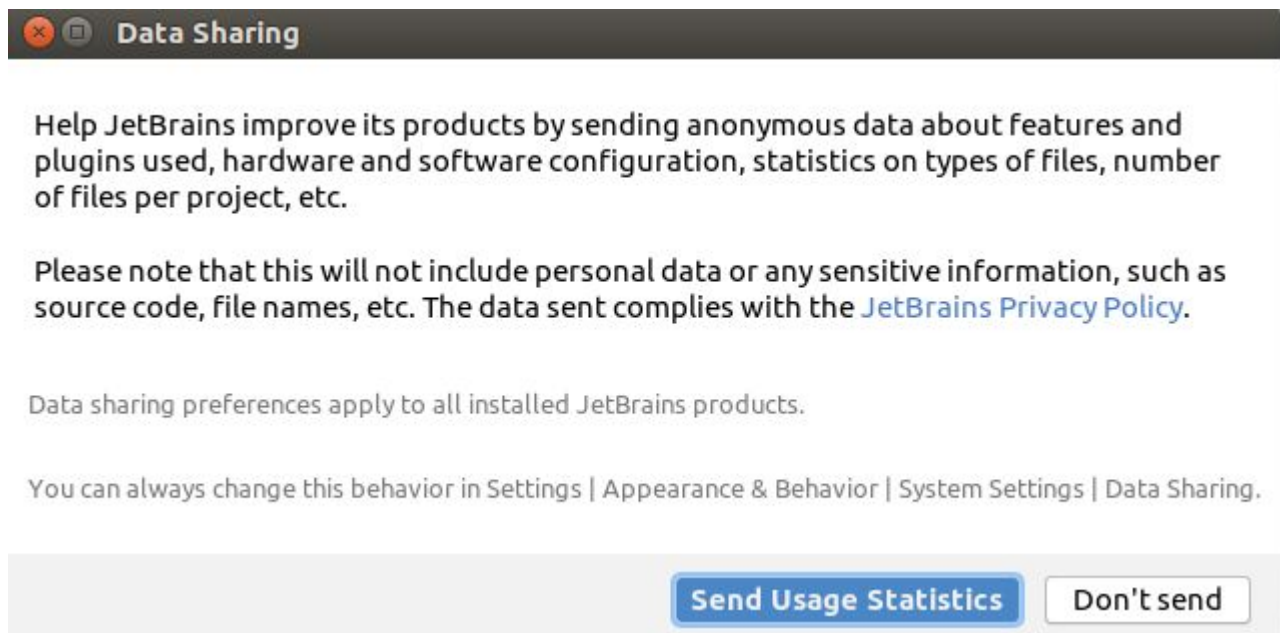 Data Sharing
Help JetBrains improve its products by sending anonymous data about features and
plugins used, hardware and software configuration, statistics on types of files, number
of files per project, etc.
Please note that this will not include personal data or any sensitive information, such as
source code, file names, etc. The data sent complies with the JetBrains Privacy Policy.
Data sharing preferences apply to all installed JetBrains products.
You can always change this behavior in Settings | Appearance & Behavior | System Settings | Data Sharing.
Send Usage Statistics Don't send